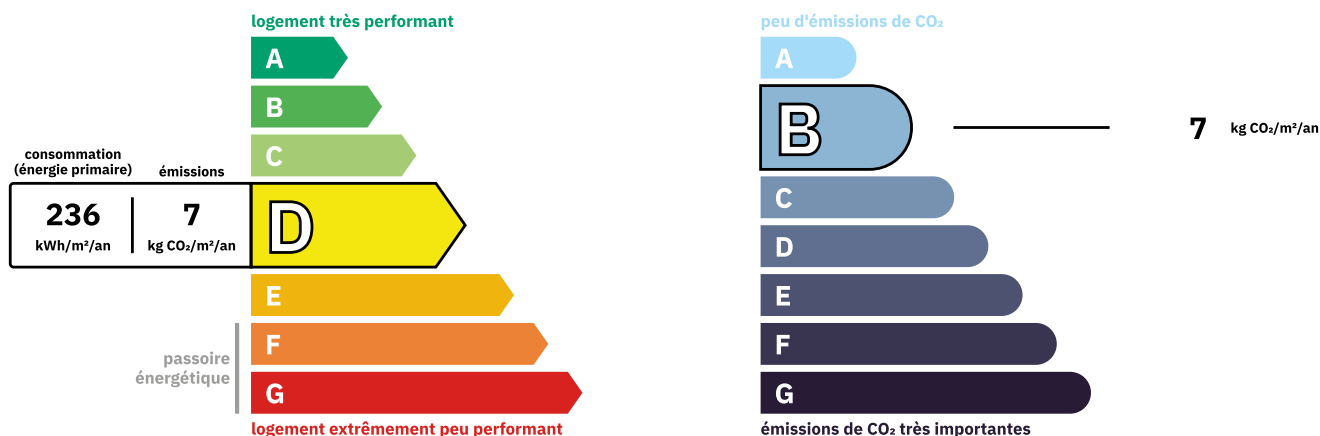 logement très performant
A
B
C
consommation
(énergie primaire)
émissions
236
kWh/m²/an
7
kg CO₂/m²/an
D
E
F
G
passoire
énergétique
logement extrêmement peu performant
peu d'émissions de CO₂
A
B
7 kg CO₂/m²/an
C
D
E
F
G
émissions de CO₂ très importantes